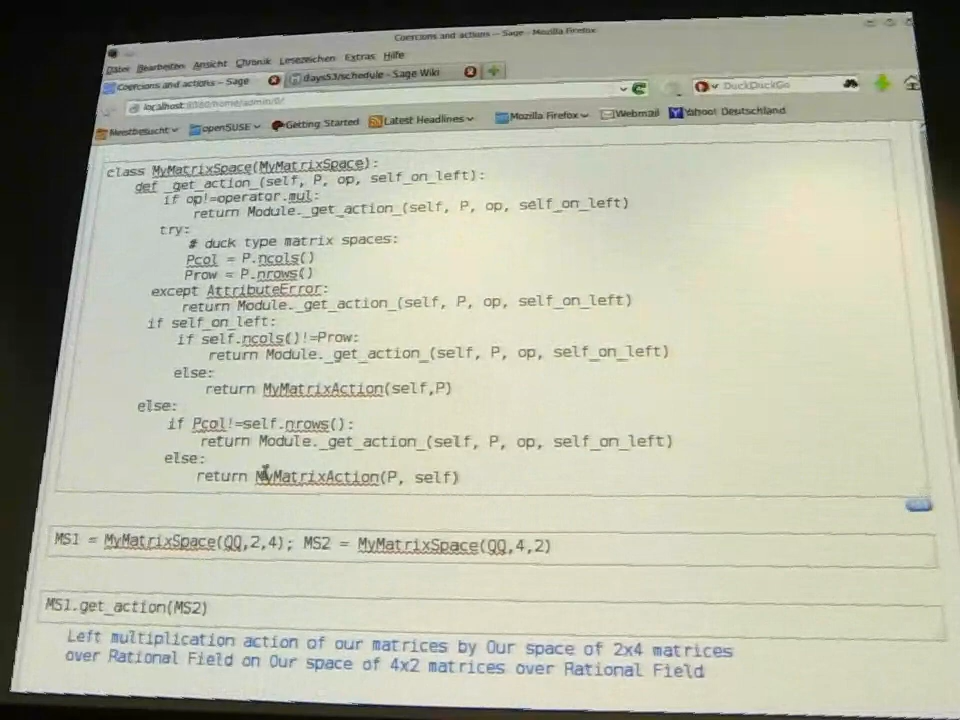 Coercions and actions -- Sage - Mozilla Firefox
Datei Bearbeiten Ansicht Chronik Lesezeichen Extras Hilfe
Coercions and actions -- Sage days53/schedule - Sage Wiki
localhost:8080/home/admin/0/ DuckDuckGo
Meistbesucht openSUSE Getting Started Latest Headlines Mozilla Firefox Webmail Yahoo! Deutschland
class MyMatrixSpace(MyMatrixSpace):
def _get_action_(self, P, op, self_on_left):
if op!=operator.mul:
return Module._get_action_(self, P, op, self_on_left)
try:
# duck type matrix spaces:
Pcol = P.ncols()
Prow = P.nrows()
except AttributeError:
return Module._get_action_(self, P, op, self_on_left)
if self_on_left:
if self.ncols()!=Prow:
return Module._get_action_(self, P, op, self_on_left)
else:
return MyMatrixAction(self,P)
else:
if Pcol!=self.nrows():
return Module._get_action_(self, P, op, self_on_left)
else:
return MyMatrixAction(P, self)
MS1 = MyMatrixSpace(QQ,2,4); MS2 = MyMatrixSpace(QQ,4,2)
MS1.get_action(MS2)
Left multiplication action of our matrices by Our space of 2x4 matrices
over Rational Field on Our space of 4x2 matrices over Rational Field